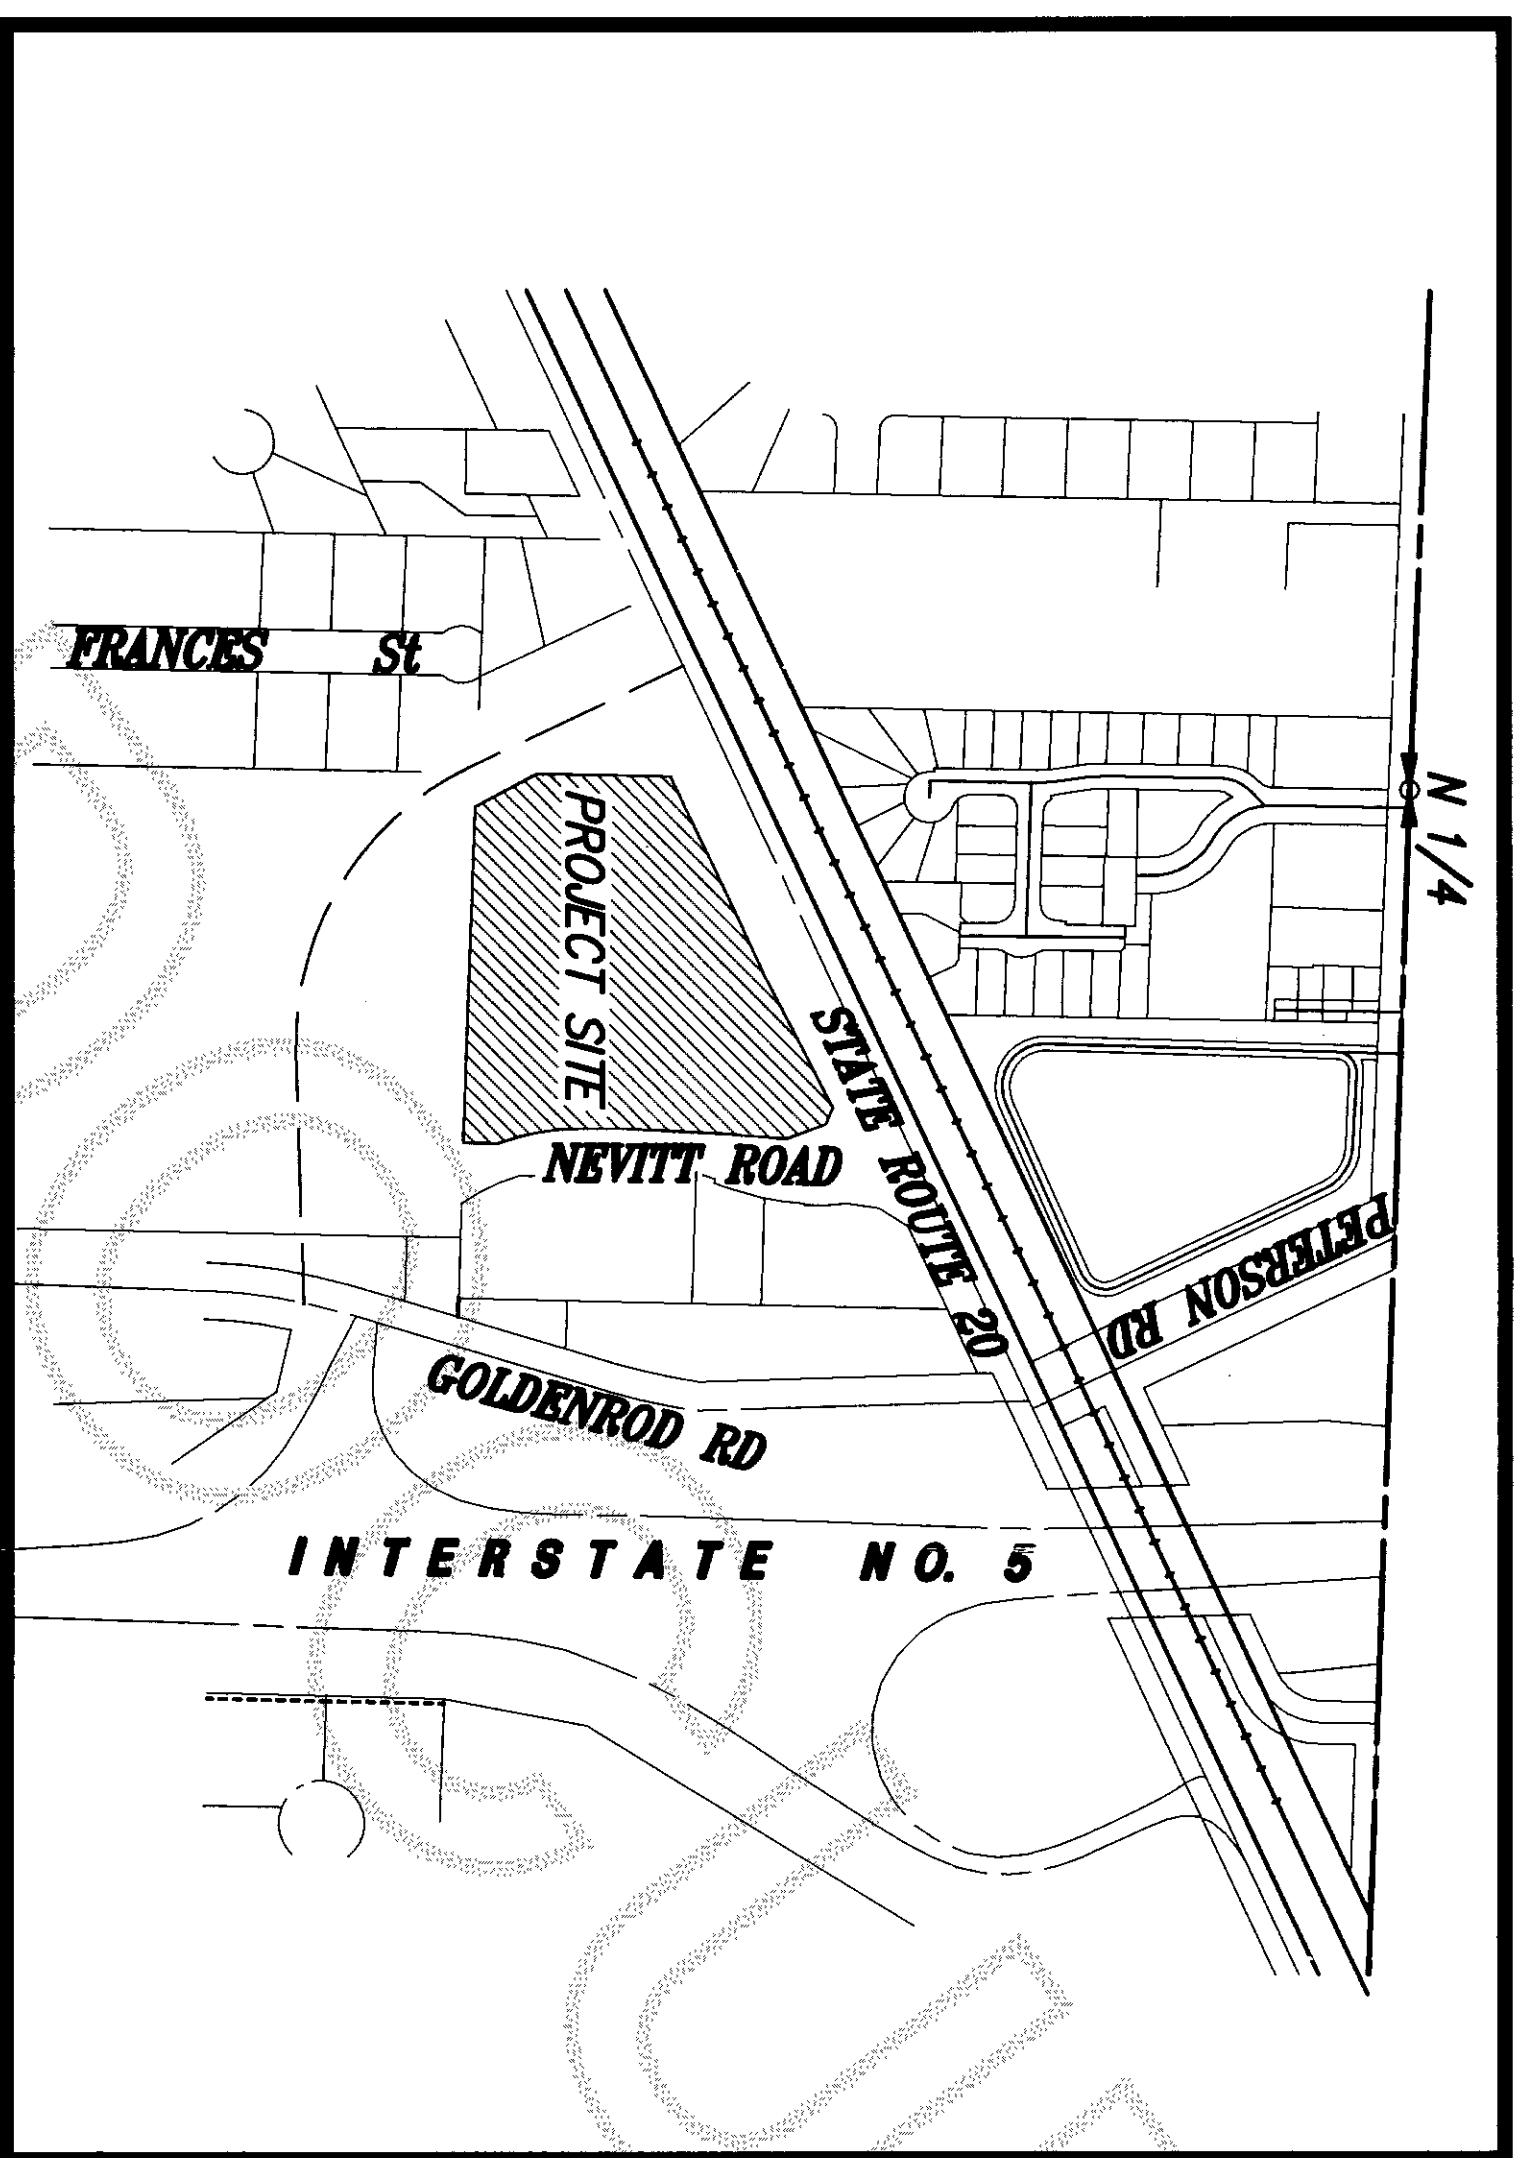 N 1/4
FRANCES St
PROJECT SITE
STATE ROUTE 20
NEVITT ROAD
PETERSON RD
GOLDENROD RD
INTERSTATE NO. 5